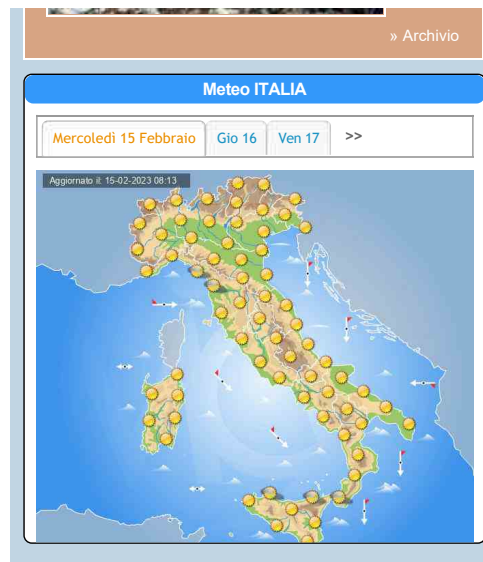 » Archivio
Meteo ITALIA
Mercoledì 15 Febbraio Gio 16 Ven 17 >>
Aggiornato il: 15-02-2023 08:13